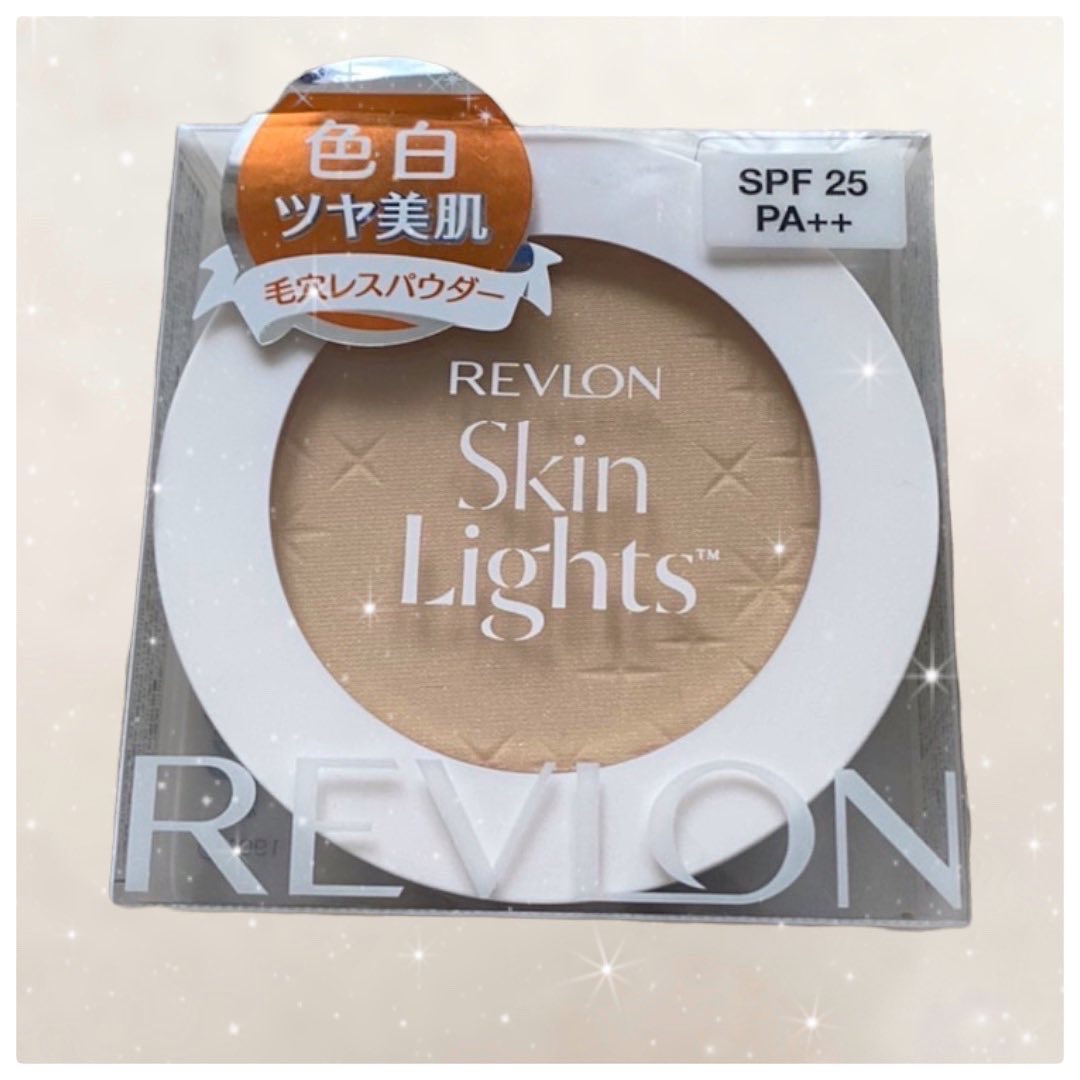 色白
ツヤ美肌
毛穴レスパウダー
SPF 25
PA++
REVLON
Skin
Lights™
REVLON